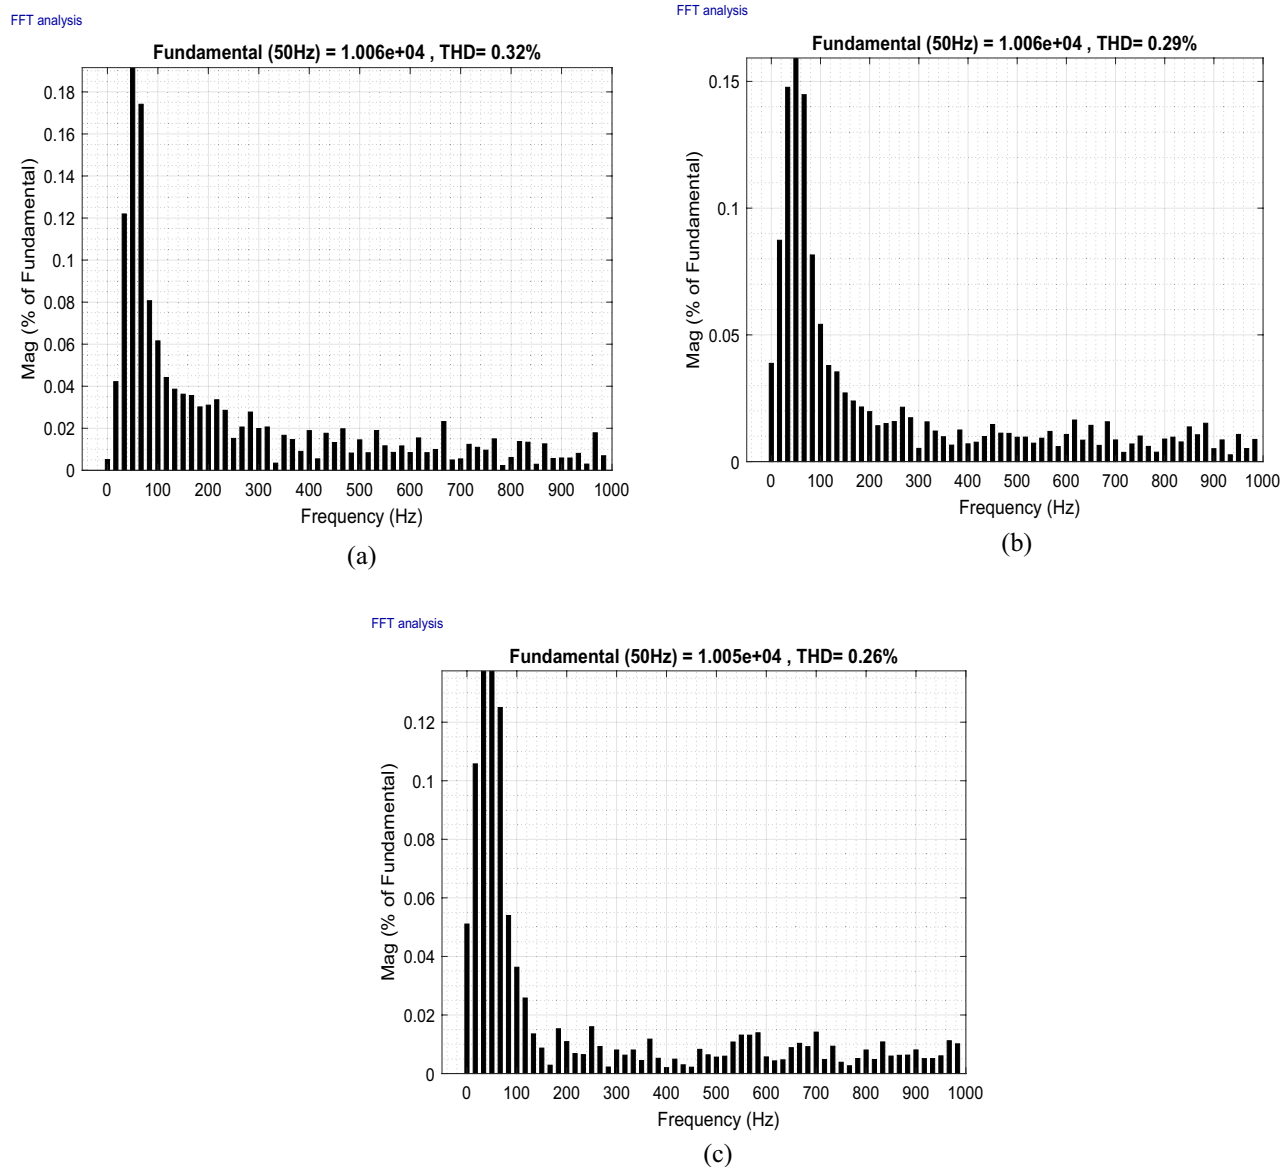 FFT analysis
Fundamental (50Hz) = 1.006e+04 , THD= 0.32%
0.18
0.16
0.14
0.12
0.1
0.08
0.06
0.04
0.02
0
Mag (% of Fundamental)
0 100 200 300 400 500 600 700 800 900 1000
Frequency (Hz)
(a)
FFT analysis
Fundamental (50Hz) = 1.006e+04 , THD= 0.29%
0.15
0.1
0.05
0
Mag (% of Fundamental)
0 100 200 300 400 500 600 700 800 900 1000
Frequency (Hz)
(b)
FFT analysis
Fundamental (50Hz) = 1.005e+04 , THD= 0.26%
0.12
0.1
0.08
0.06
0.04
0.02
0
Mag (% of Fundamental)
0 100 200 300 400 500 600 700 800 900 1000
Frequency (Hz)
(c)